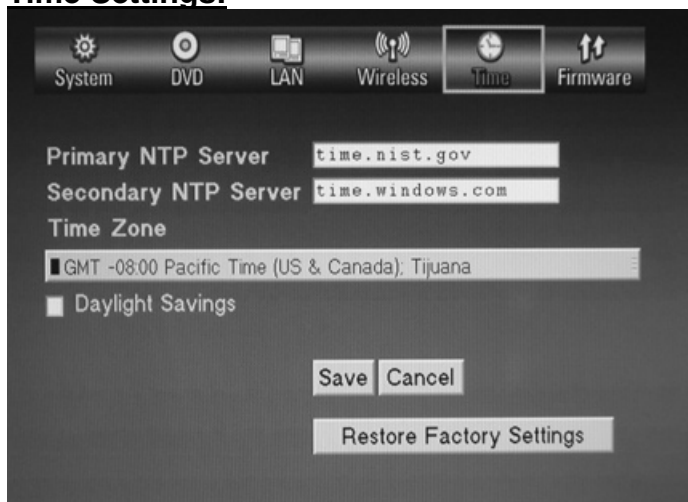 Time Settings:
System DVD LAN Wireless Time Firmware
Primary NTP Server time.nist.gov
Secondary NTP Server time.windows.com
Time Zone
GMT -08:00 Pacific Time (US & Canada); Tijuana
Daylight Savings
Save Cancel
Restore Factory Settings